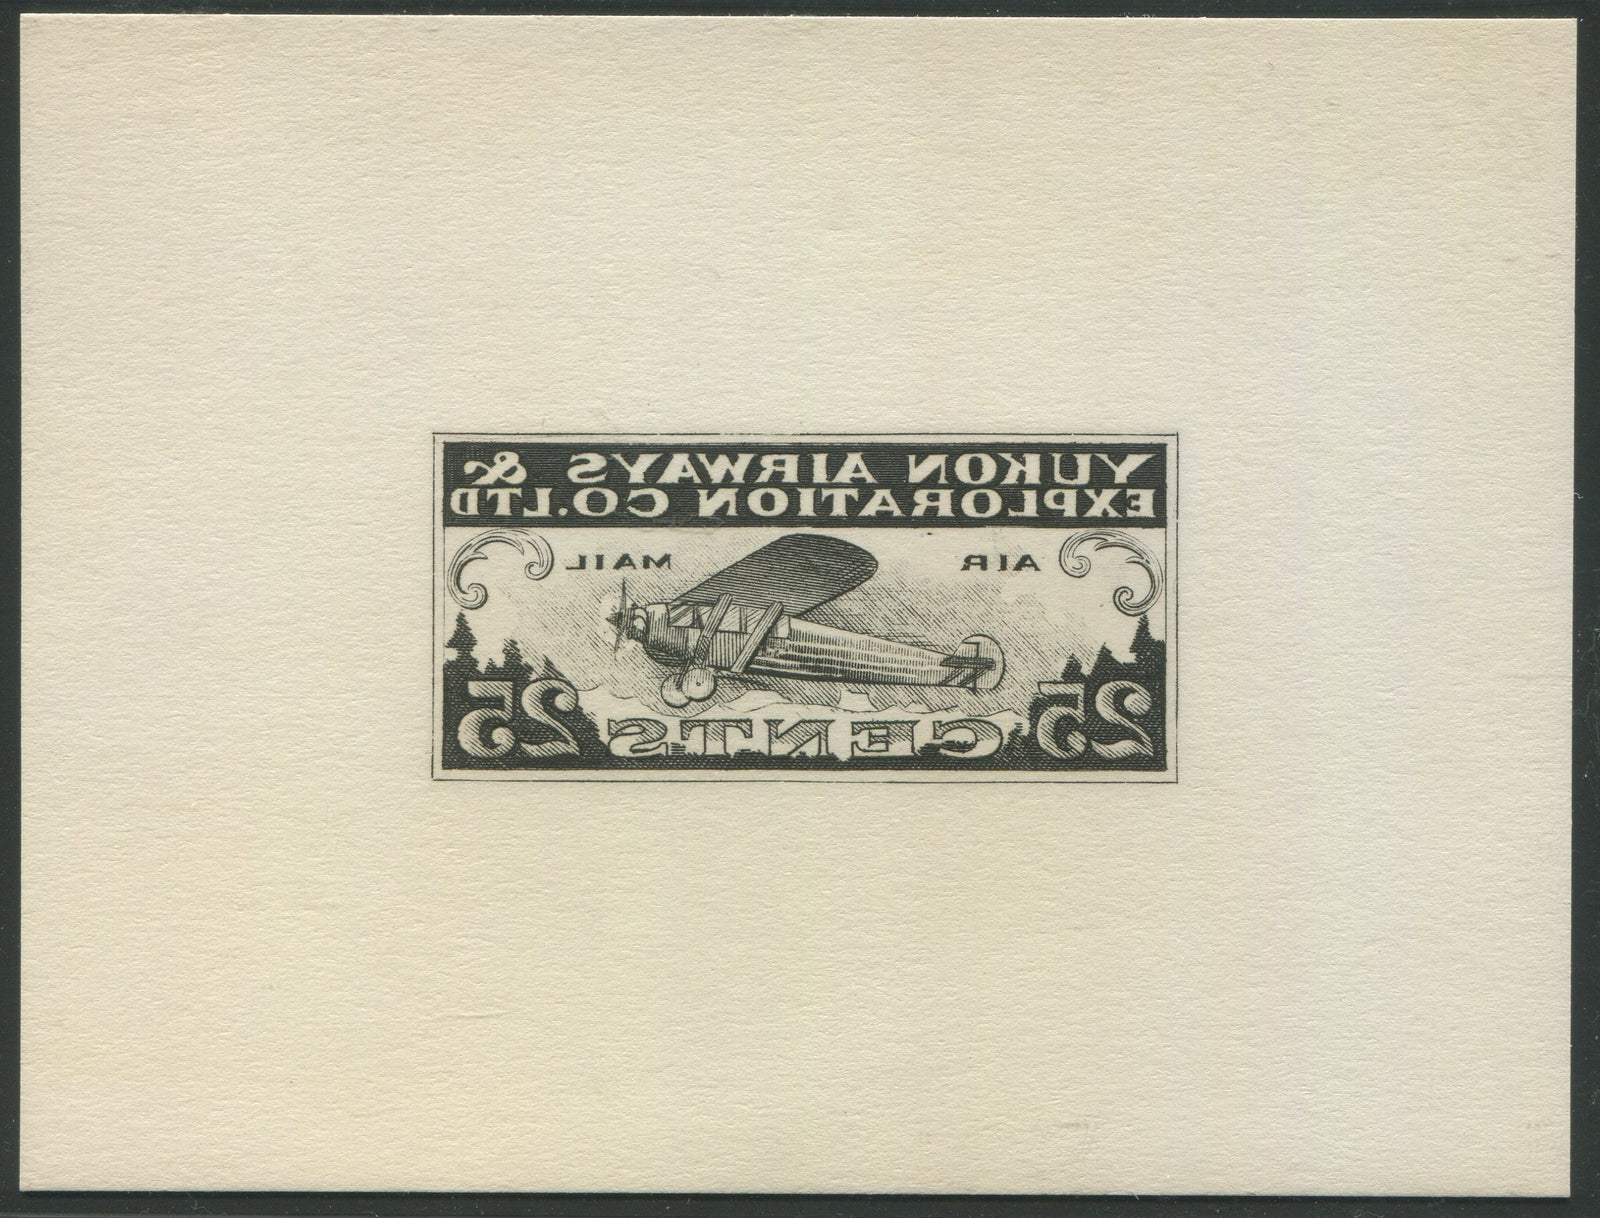 YUKON AIRWAYS &
EXPLORATION CO.LTD
AIR MAIL
25 CENTS 25